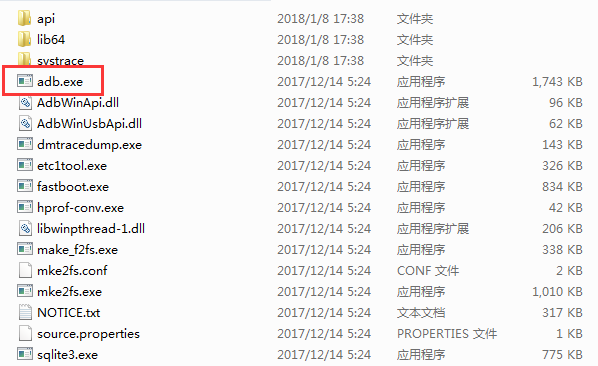 api 2018/1/8 17:38 文件夹
lib64 2018/1/8 17:38 文件夹
systrace 2018/1/8 17:38 文件夹
adb.exe 2017/12/14 5:24 应用程序 1,743 KB
AdbWinApi.dll 2017/12/14 5:24 应用程序扩展 96 KB
AdbWinUsbApi.dll 2017/12/14 5:24 应用程序扩展 62 KB
dmtracedump.exe 2017/12/14 5:24 应用程序 143 KB
etc1tool.exe 2017/12/14 5:24 应用程序 326 KB
fastboot.exe 2017/12/14 5:24 应用程序 834 KB
hprof-conv.exe 2017/12/14 5:24 应用程序 42 KB
libwinpthread-1.dll 2017/12/14 5:24 应用程序扩展 206 KB
make_f2fs.exe 2017/12/14 5:24 应用程序 338 KB
mke2fs.conf 2017/12/14 5:24 CONF 文件 2 KB
mke2fs.exe 2017/12/14 5:24 应用程序 1,010 KB
NOTICE.txt 2017/12/14 5:24 文本文档 317 KB
source.properties 2017/12/14 5:24 PROPERTIES 文件 1 KB
sqlite3.exe 2017/12/14 5:24 应用程序 775 KB